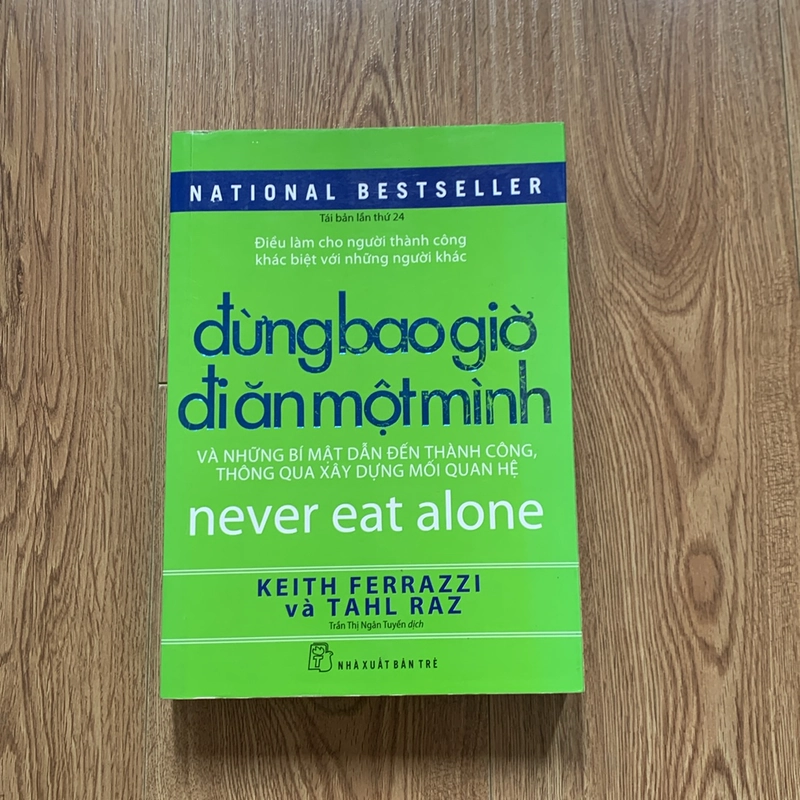 NATIONAL BESTSELLER
Tái bản lần thứ 24
Điều làm cho người thành công
khác biệt với những người khác
đừng bao giờ
đi ăn một mình
VÀ NHỮNG BÍ MẬT DẪN ĐẾN THÀNH CÔNG,
THÔNG QUA XÂY DỰNG MỐI QUAN HỆ
never eat alone
KEITH FERRAZZI
và TAHL RAZ
Trần Thị Ngân Tuyến dịch
NHÀ XUẤT BẢN TRẺ